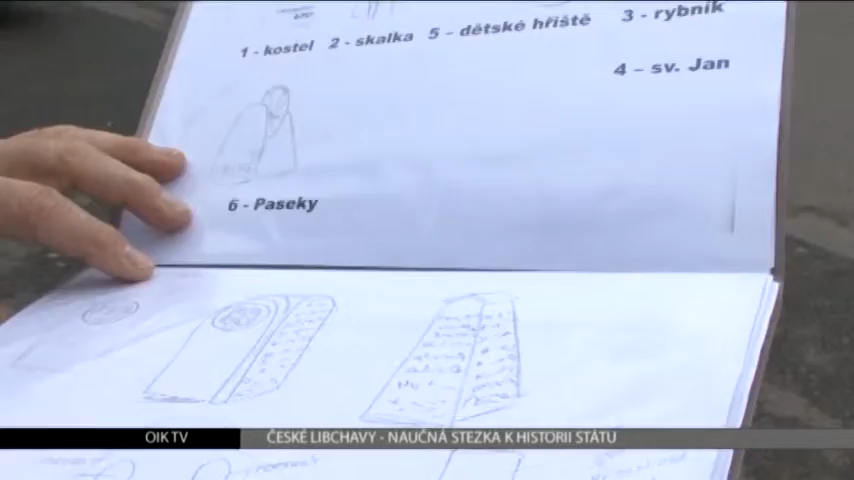 1 - kostel 2 - skalka 5 - dětské hřiště 3 - rybník
4 - sv. Jan
6 - Paseky
OIK TV ČESKÉ LIBCHAVY - NAUČNÁ STEZKA K HISTORII STÁTU